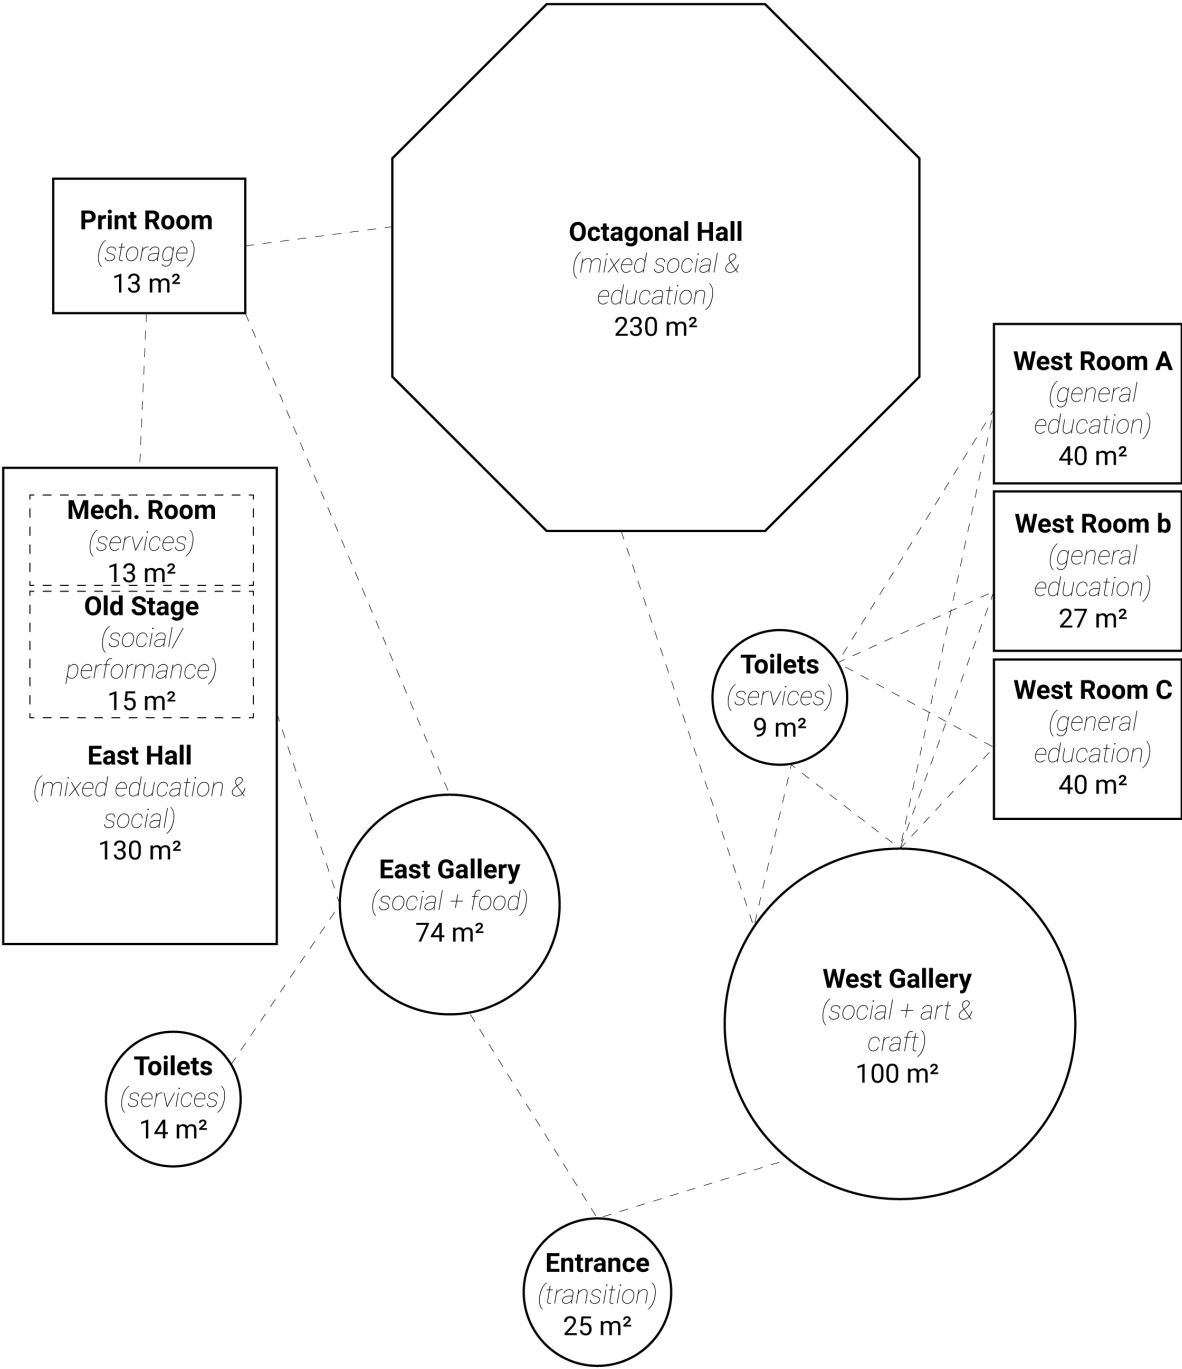 Print Room
(storage)
13 m²
Octagonal Hall
(mixed social &
education)
230 m²
West Room A
(general
education)
40 m²
West Room b
(general
education)
27 m²
West Room C
(general
education)
40 m²
Mech. Room
(services)
13 m²
Old Stage
(social/
performance)
15 m²
East Hall
(mixed education &
social)
130 m²
Toilets
(services)
9 m²
East Gallery
(social + food)
74 m²
West Gallery
(social + art &
craft)
100 m²
Toilets
(services)
14 m²
Entrance
(transition)
25 m²